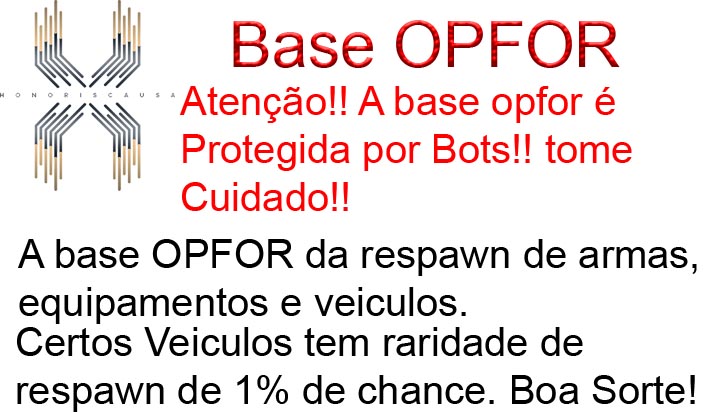 Base OPFOR
HONORISCAUSA
Atenção!! A base opfor é
Protegida por Bots!! tome
Cuidado!!
A base OPFOR da respawn de armas,
equipamentos e veiculos.
Certos Veiculos tem raridade de
respawn de 1% de chance. Boa Sorte!